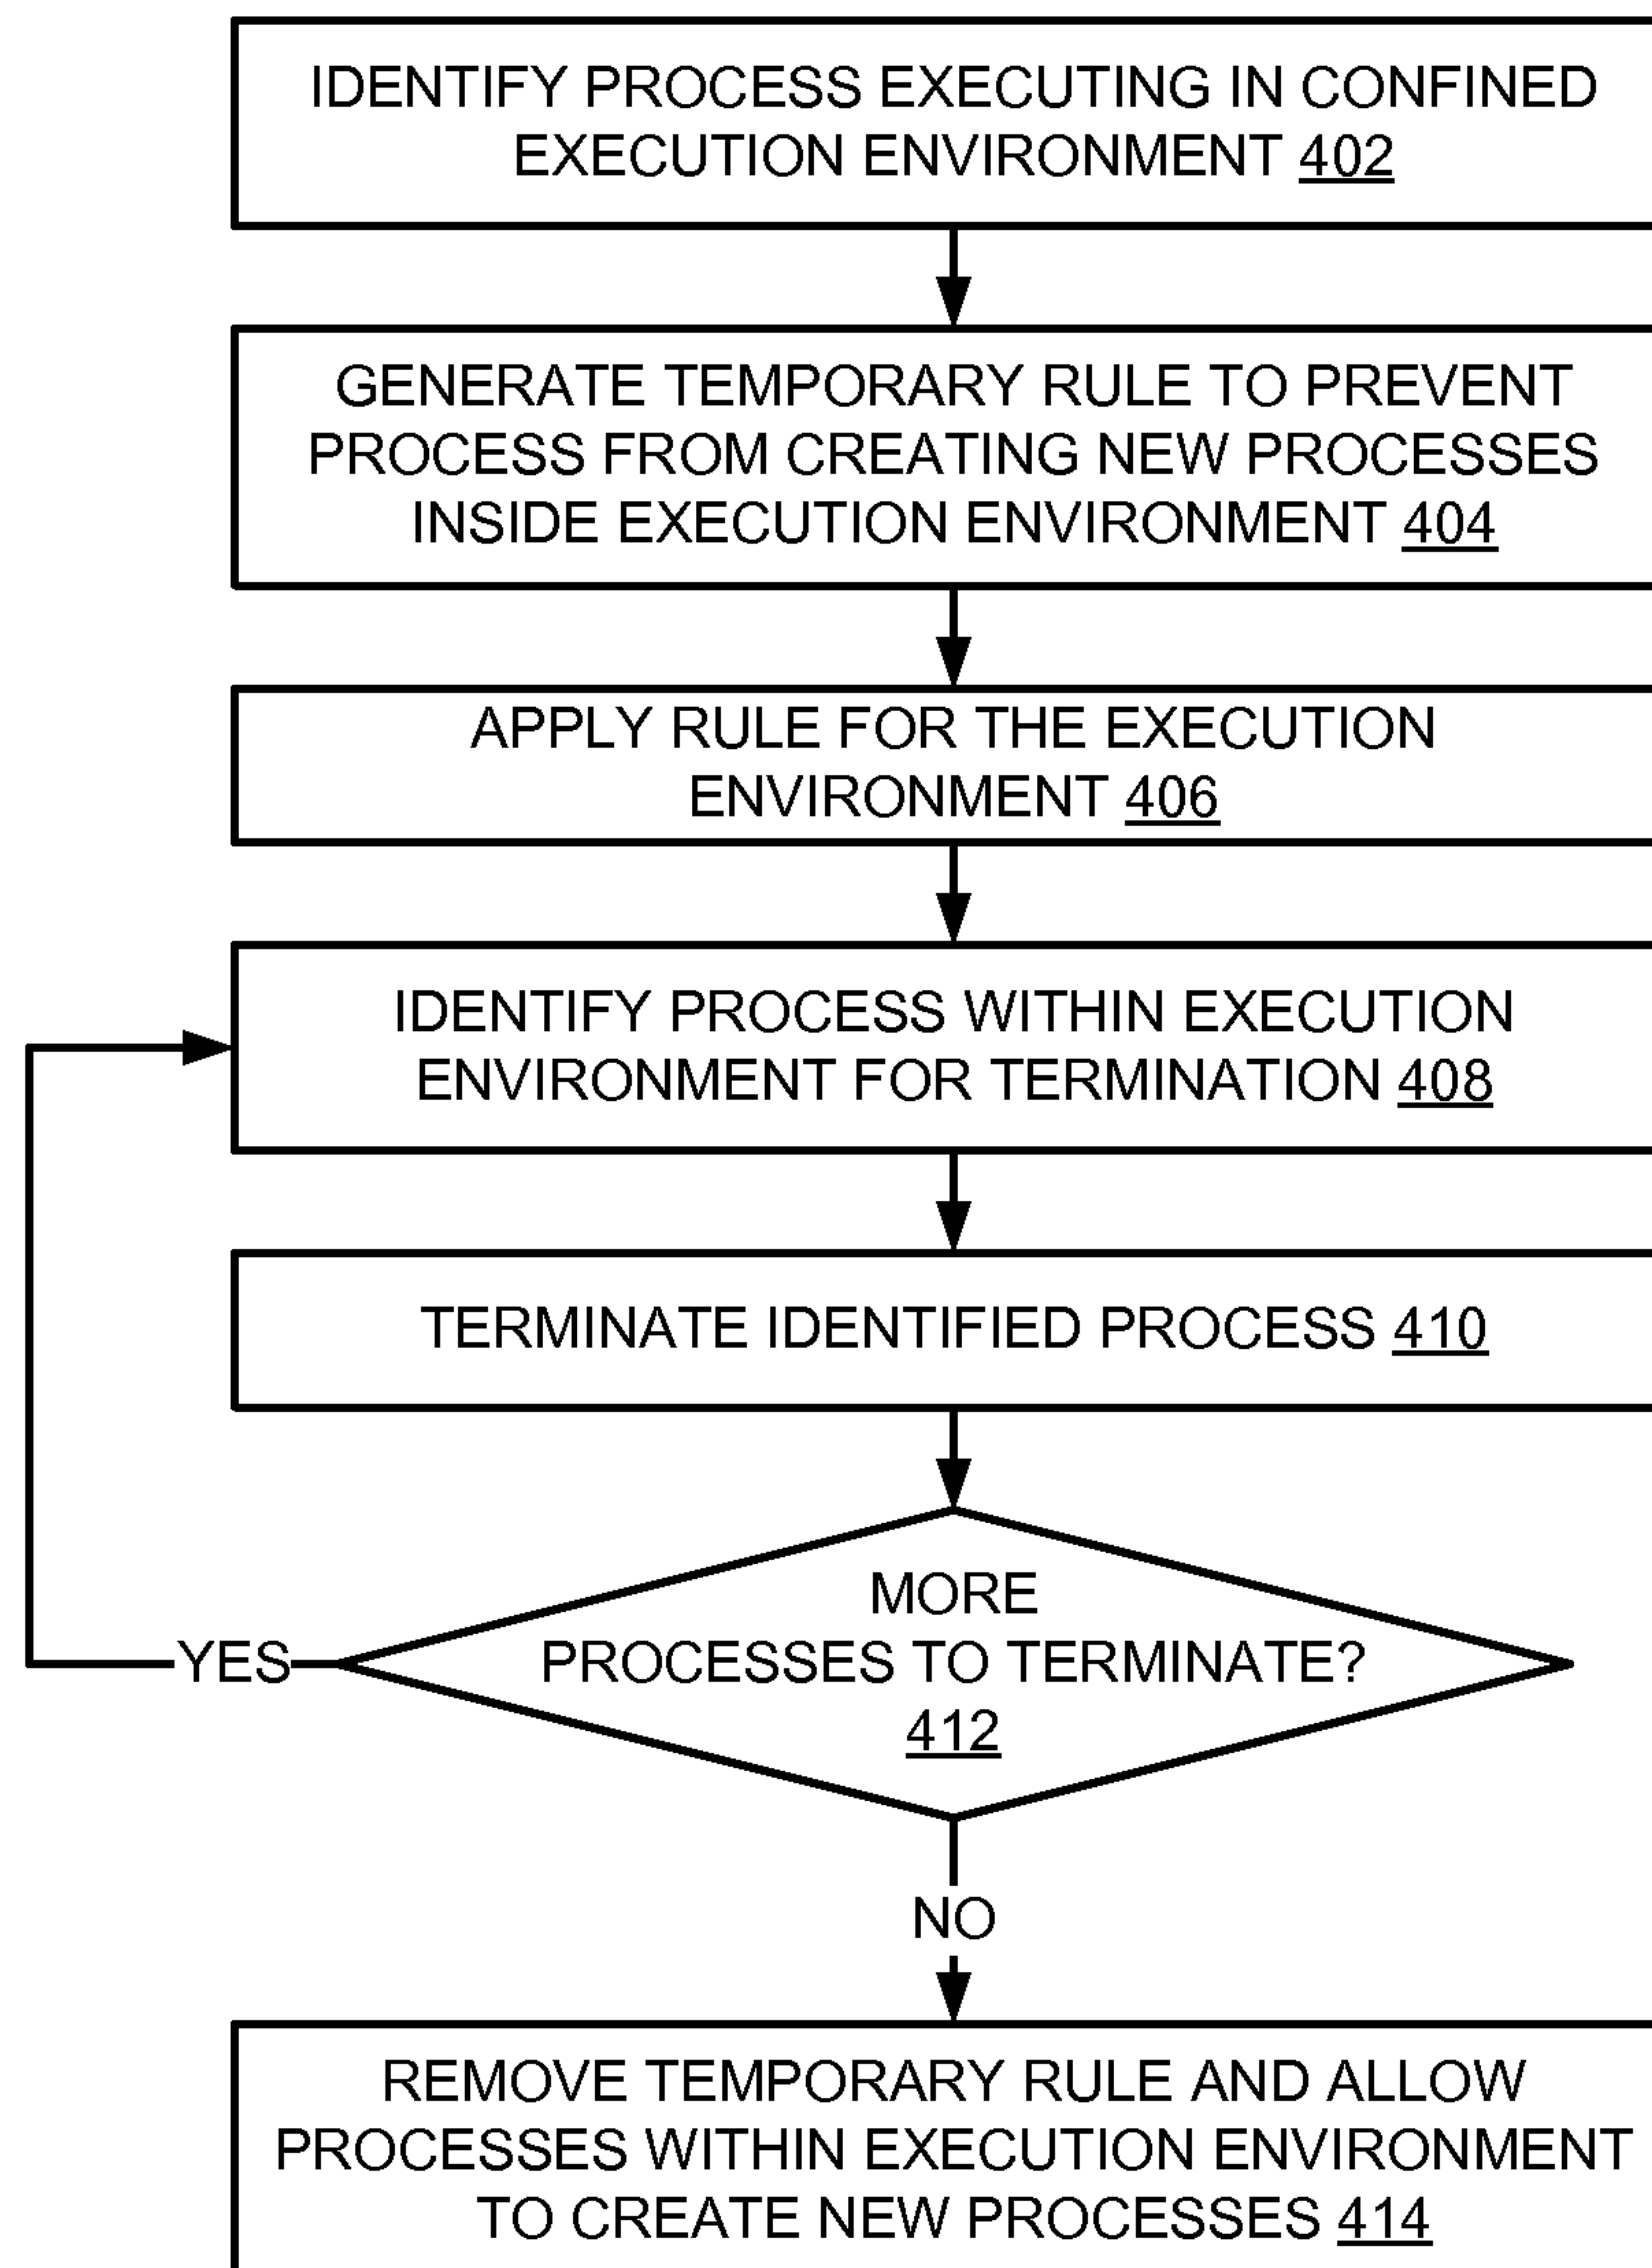 IDENTIFY PROCESS EXECUTING IN CONFINED
EXECUTION ENVIRONMENT 402
GENERATE TEMPORARY RULE TO PREVENT
PROCESS FROM CREATING NEW PROCESSES
INSIDE EXECUTION ENVIRONMENT 404
APPLY RULE FOR THE EXECUTION
ENVIRONMENT 406
IDENTIFY PROCESS WITHIN EXECUTION
ENVIRONMENT FOR TERMINATION 408
TERMINATE IDENTIFIED PROCESS 410
MORE
PROCESSES TO TERMINATE?
412
YES
NO
REMOVE TEMPORARY RULE AND ALLOW
PROCESSES WITHIN EXECUTION ENVIRONMENT
TO CREATE NEW PROCESSES 414